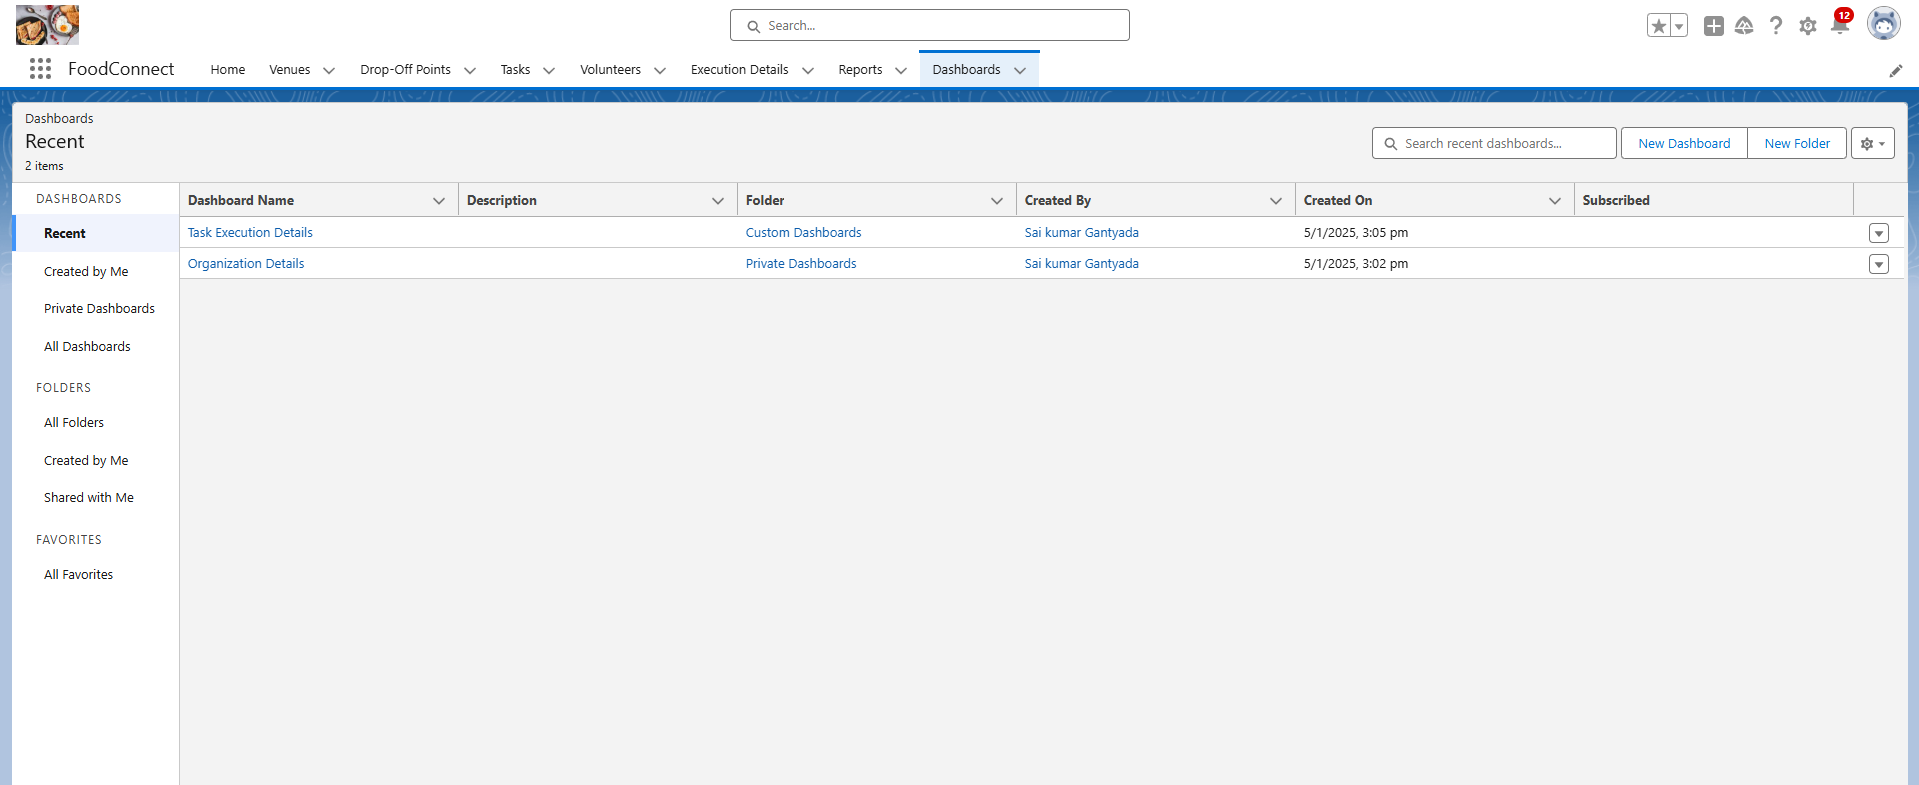 Search...
12
FoodConnect
Home Venues Drop-Off Points Tasks Volunteers Execution Details Reports Dashboards
Dashboards
Recent
2 items
Search recent dashboards...
New Dashboard New Folder
DASHBOARDS
Recent
Created by Me
Private Dashboards
All Dashboards
FOLDERS
All Folders
Created by Me
Shared with Me
FAVORITES
All Favorites
Dashboard Name Description Folder Created By Created On Subscribed
Task Execution Details Custom Dashboards Sai kumar Gantyada 5/1/2025, 3:05 pm
Organization Details Private Dashboards Sai kumar Gantyada 5/1/2025, 3:02 pm